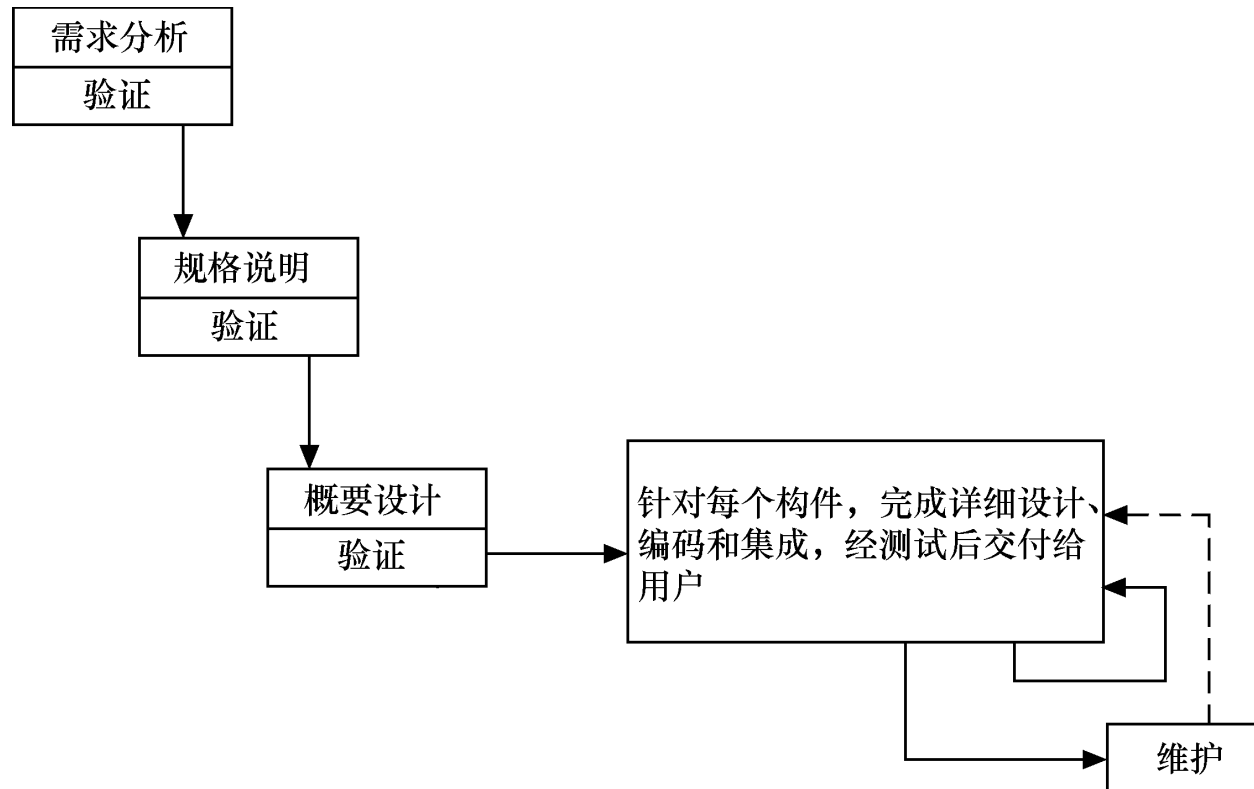 需求分析
验证
规格说明
验证
概要设计
验证
针对每个构件，完成详细设计、
编码和集成，经测试后交付给
用户
维护